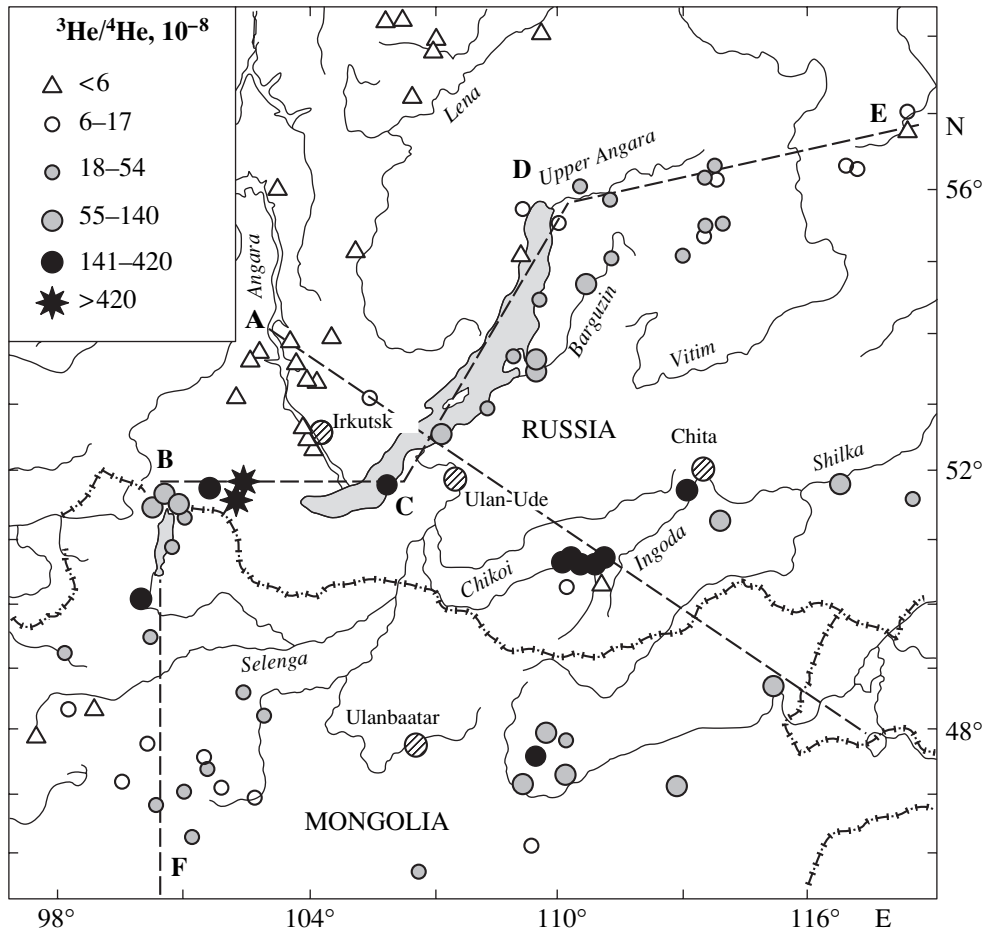 ³He/⁴He, 10⁻⁸
<6
6–17
18–54
55–140
141–420
>420
Lena
E
N
D
Upper Angara
56°
Angara
A
Barguzin
Vitim
Irkutsk
RUSSIA
Chita
B
Shilka
52°
C
Ulan-Ude
Ingoda
Chikoi
Selenga
Ulanbaatar
48°
MONGOLIA
F
98°
104°
110°
116°
E